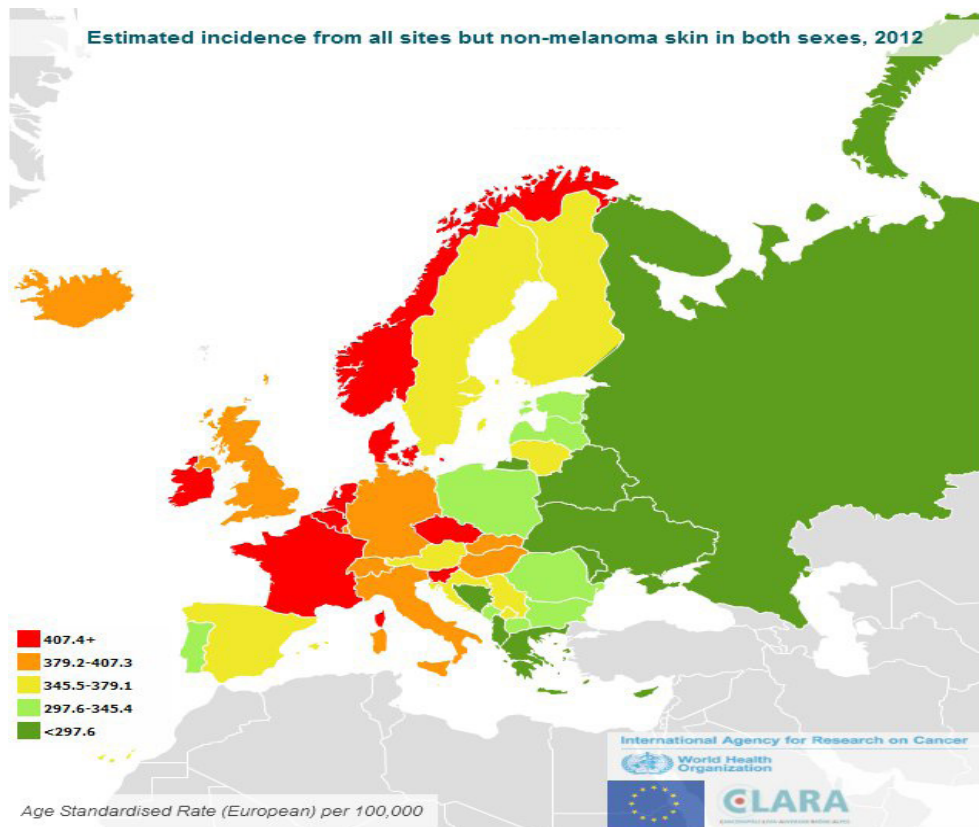 Estimated incidence from all sites but non-melanoma skin in both sexes, 2012
407.4+
379.2-407.3
345.5-379.1
297.6-345.4
<297.6
International Agency for Research on Cancer
World Health
Organization
CLARA
Age Standardised Rate (European) per 100,000